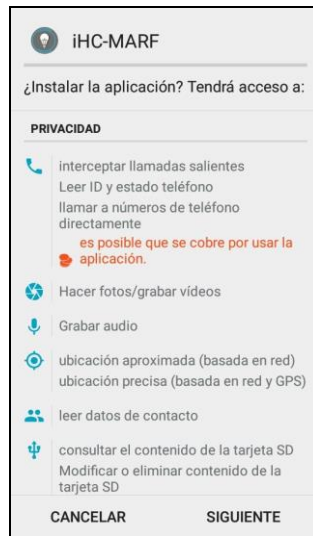 iHC-MARF
¿Instalar la aplicación? Tendrá acceso a:
PRIVACIDAD
interceptar llamadas salientes
Leer ID y estado teléfono
llamar a números de teléfono
directamente
es posible que se cobre por usar la
aplicación.
Hacer fotos/grabar vídeos
Grabar audio
ubicación aproximada (basada en red)
ubicación precisa (basada en red y GPS)
leer datos de contacto
consultar el contenido de la tarjeta SD
Modificar o eliminar contenido de la
tarjeta SD
CANCELAR SIGUIENTE